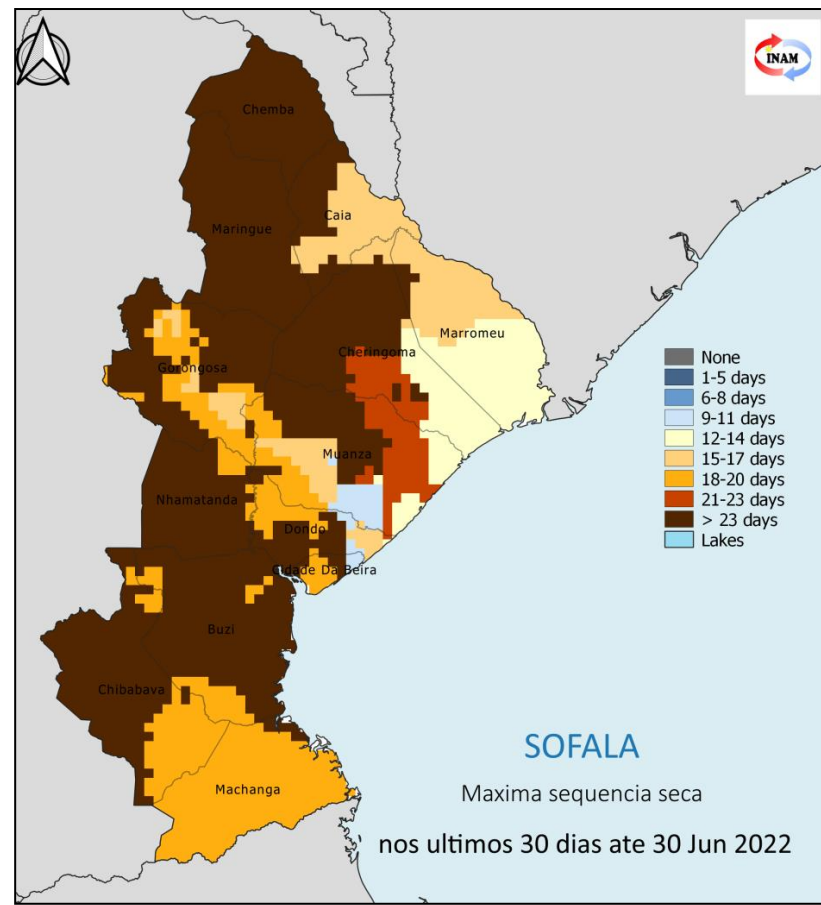 INAM
Chemba
Caia
Maringue
Marromeu
Cheringoma
Gorongosa
Muanza
Nhamatanda
Dondo
Cidade Da Beira
Buzi
Chibabava
Machanga
None
1-5 days
6-8 days
9-11 days
12-14 days
15-17 days
18-20 days
21-23 days
> 23 days
Lakes
SOFALA
Maxima sequencia seca
nos ultimos 30 dias ate 30 Jun 2022